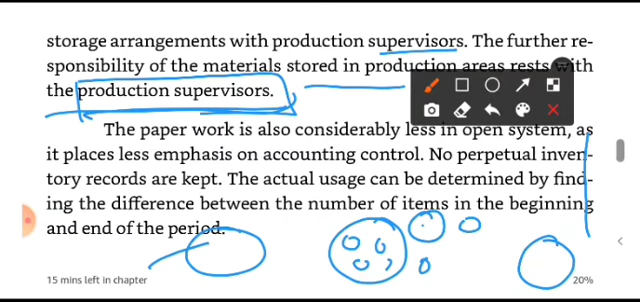 storage arrangements with production supervisors. The further re-
sponsibility of the materials stored in production areas rests with
the production supervisors.
The paper work is also considerably less in open system, as
it places less emphasis on accounting control. No perpetual inven-
tory records are kept. The actual usage can be determined by find-
ing the difference between the number of items in the beginning
and end of the period.
15 mins left in chapter
20%